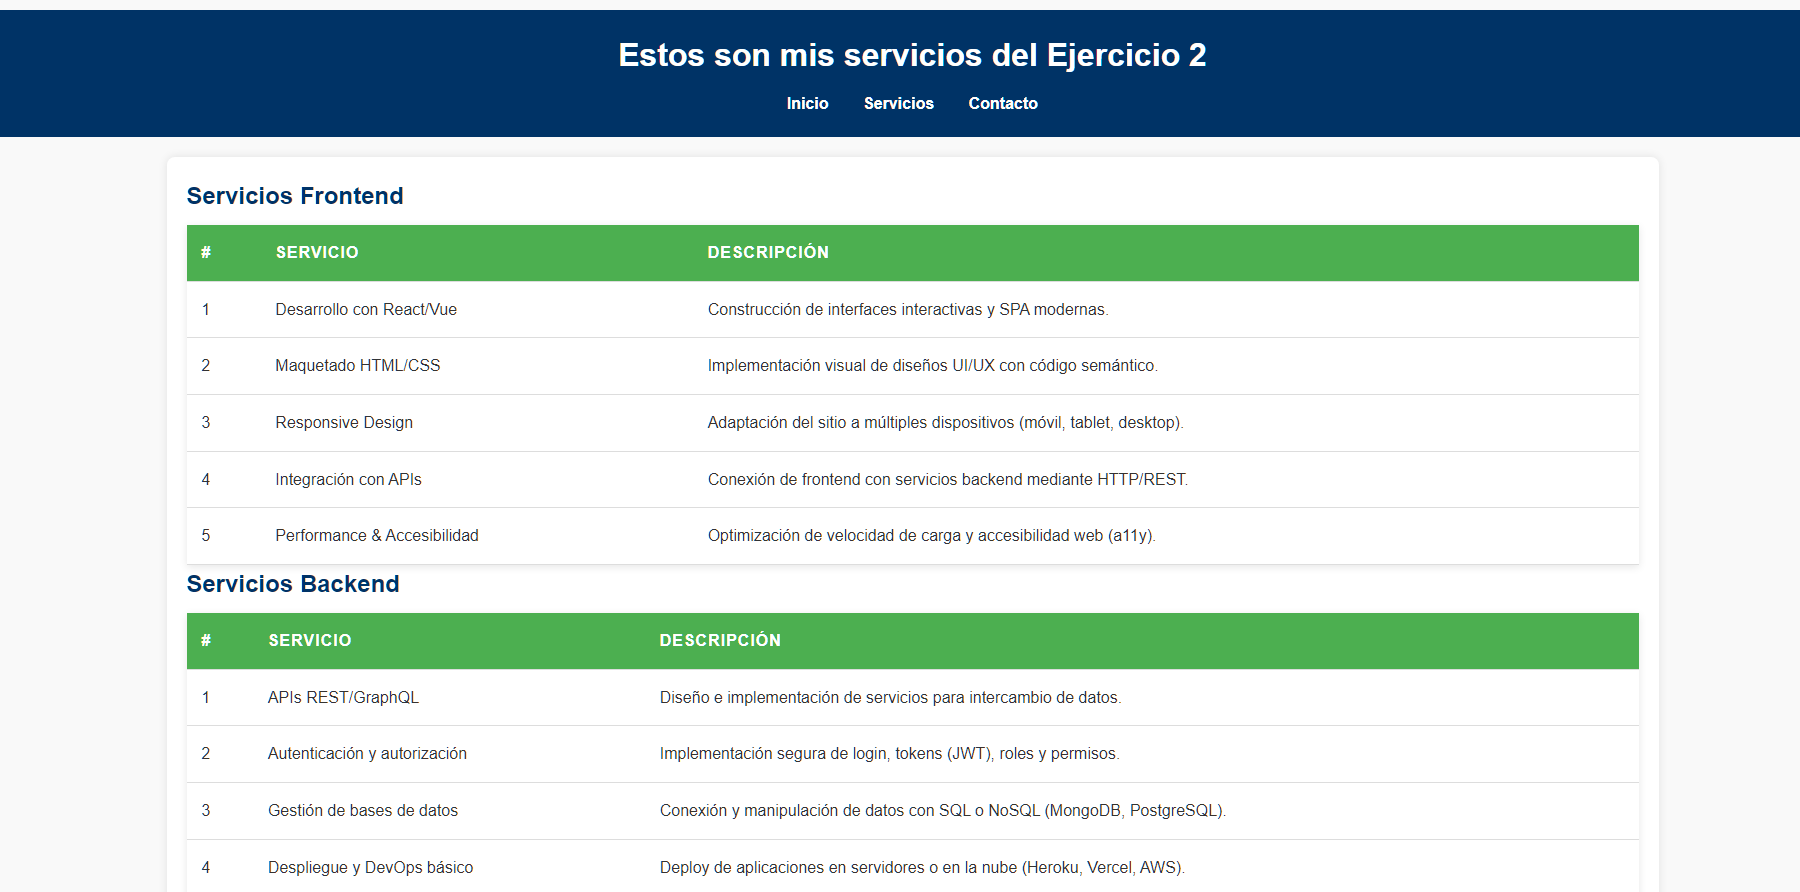 Estos son mis servicios del Ejercicio 2
Inicio Servicios Contacto
Servicios Frontend
# SERVICIO DESCRIPCIÓN
1 Desarrollo con React/Vue Construcción de interfaces interactivas y SPA modernas.
2 Maquetado HTML/CSS Implementación visual de diseños UI/UX con código semántico.
3 Responsive Design Adaptación del sitio a múltiples dispositivos (móvil, tablet, desktop).
4 Integración con APIs Conexión de frontend con servicios backend mediante HTTP/REST.
5 Performance & Accesibilidad Optimización de velocidad de carga y accesibilidad web (a11y).
Servicios Backend
# SERVICIO DESCRIPCIÓN
1 APIs REST/GraphQL Diseño e implementación de servicios para intercambio de datos.
2 Autenticación y autorización Implementación segura de login, tokens (JWT), roles y permisos.
3 Gestión de bases de datos Conexión y manipulación de datos con SQL o NoSQL (MongoDB, PostgreSQL).
4 Despliegue y DevOps básico Deploy de aplicaciones en servidores o en la nube (Heroku, Vercel, AWS).